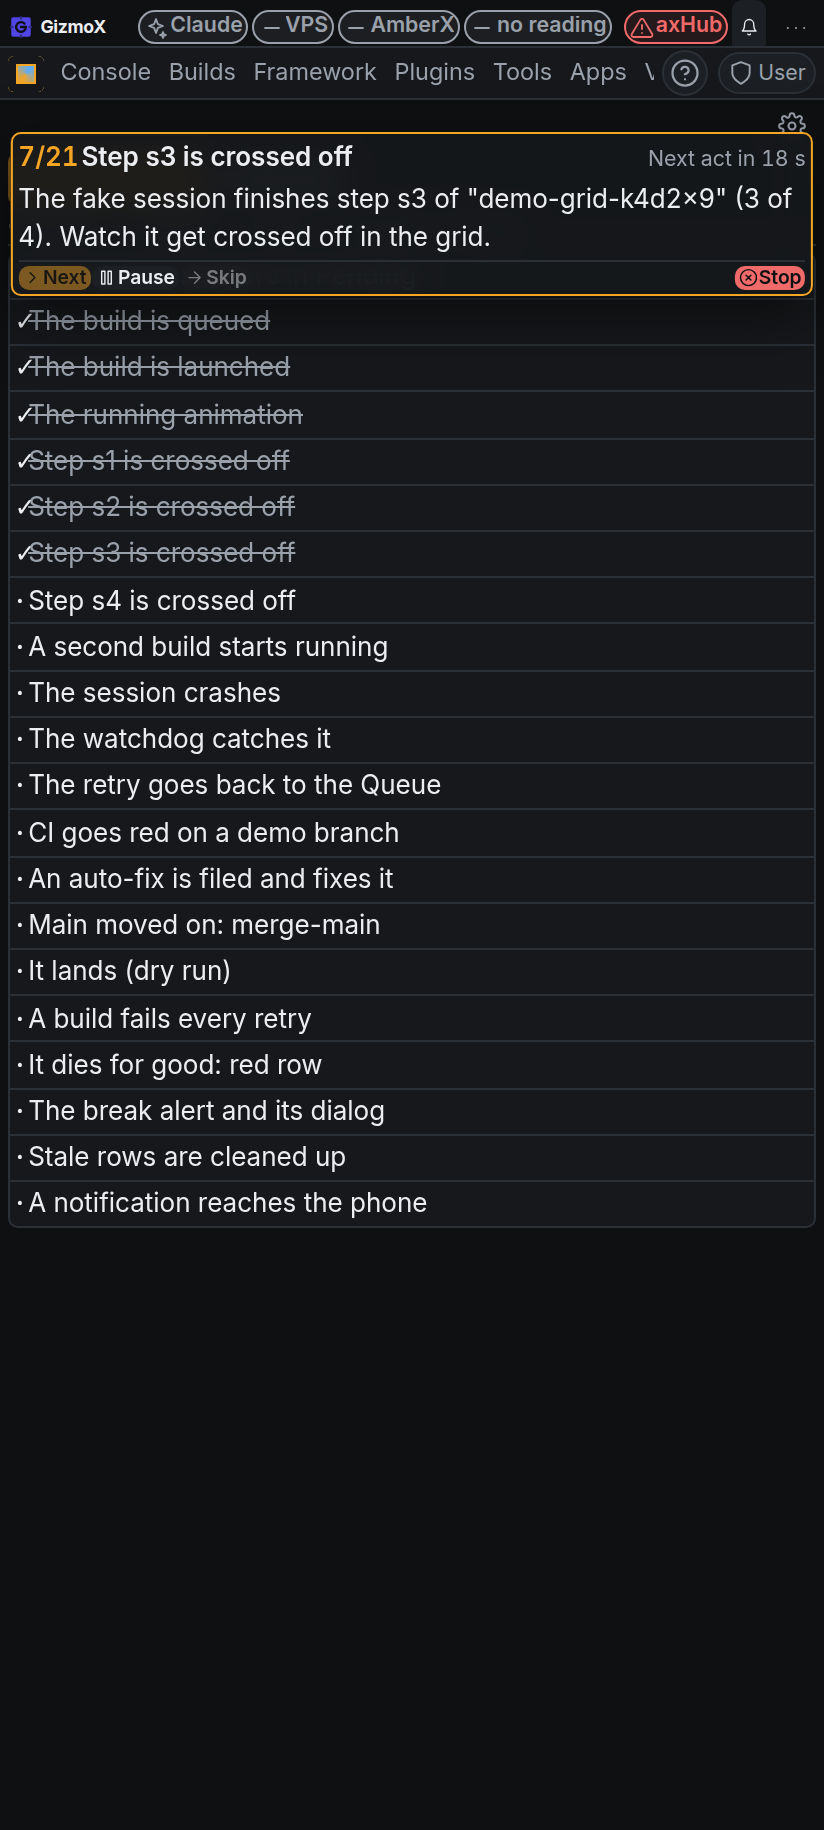 GizmoX Claude — VPS — AmberX — no reading axHub ...
Console Builds Framework Plugins Tools Apps User
7/21 Step s3 is crossed off Next act in 18 s
The fake session finishes step s3 of "demo-grid-k4d2×9" (3 of
4). Watch it get crossed off in the grid.
Next Pause Skip Stop
✓The build is queued
✓The build is launched
✓The running animation
✓Step s1 is crossed off
✓Step s2 is crossed off
✓Step s3 is crossed off
· Step s4 is crossed off
· A second build starts running
· The session crashes
· The watchdog catches it
· The retry goes back to the Queue
· CI goes red on a demo branch
· An auto-fix is filed and fixes it
· Main moved on: merge-main
· It lands (dry run)
· A build fails every retry
· It dies for good: red row
· The break alert and its dialog
· Stale rows are cleaned up
· A notification reaches the phone